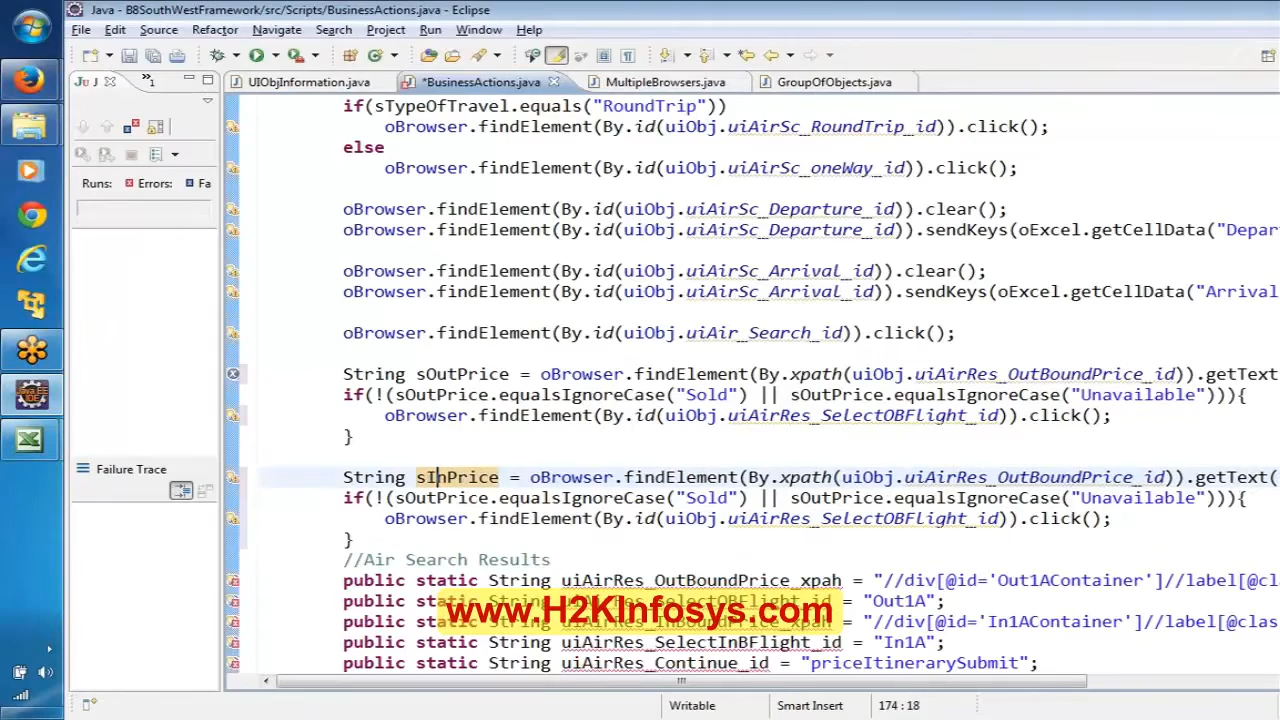 Java - B8SouthWestFramework/src/Scripts/BusinessActions.java - Eclipse
File Edit Source Refactor Navigate Search Project Run Window Help
Ju J
UIObjInformation.java *BusinessActions.java MultipleBrowsers.java GroupOfObjects.java
if(sTypeOfTravel.equals("RoundTrip"))
oBrowser.findElement(By.id(uiObj.uiAirSc_RoundTrip_id)).click();
else
oBrowser.findElement(By.id(uiObj.uiAirSc_oneWay_id)).click();
Runs: Errors: Fa
oBrowser.findElement(By.id(uiObj.uiAirSc_Departure_id)).clear();
oBrowser.findElement(By.id(uiObj.uiAirSc_Departure_id)).sendKeys(oExcel.getCellData("Depar
oBrowser.findElement(By.id(uiObj.uiAirSc_Arrival_id)).clear();
oBrowser.findElement(By.id(uiObj.uiAirSc_Arrival_id)).sendKeys(oExcel.getCellData("Arrival
oBrowser.findElement(By.id(uiObj.uiAir_Search_id)).click();
String sOutPrice = oBrowser.findElement(By.xpath(uiObj.uiAirRes_OutBoundPrice_id)).getText
if(!(sOutPrice.equalsIgnoreCase("Sold") || sOutPrice.equalsIgnoreCase("Unavailable"))){
oBrowser.findElement(By.id(uiObj.uiAirRes_SelectOBFlight_id)).click();
}
Failure Trace
String sInPrice = oBrowser.findElement(By.xpath(uiObj.uiAirRes_OutBoundPrice_id)).getText(
if(!(sOutPrice.equalsIgnoreCase("Sold") || sOutPrice.equalsIgnoreCase("Unavailable"))){
oBrowser.findElement(By.id(uiObj.uiAirRes_SelectOBFlight_id)).click();
}
//Air Search Results
public static String uiAirRes_OutBoundPrice_xpah = "//div[@id='Out1AContainer']//label[@clas
public static String uiAirRes_SelectOBFlight_id = "Out1A";
www.H2KInfosys.com
public static String uiAirRes_InBoundPrice_xpah = "//div[@id='In1AContainer']//label[@class
public static String uiAirRes_SelectInBFlight_id = "In1A";
public static String uiAirRes_Continue_id = "priceItinerarySubmit";
Writable Smart Insert 174 : 18